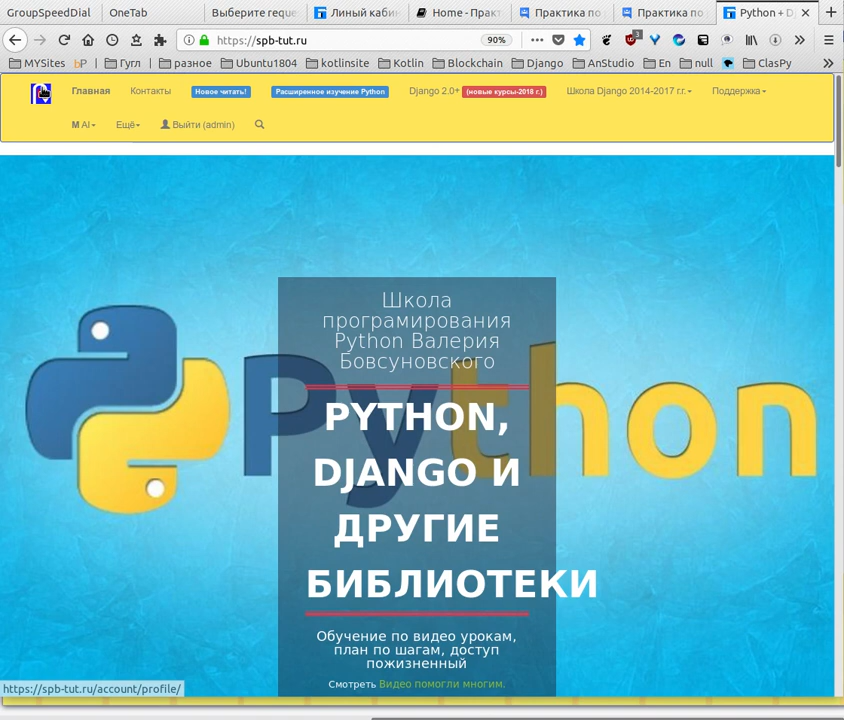 GroupSpeedDial OneTab Выберите reque Линый кабин Home - Практ Практика по Практика по Python + D
https://spb-tut.ru 90%
MYSites bP Гугл разное Ubuntu1804 kotlinsite Kotlin Blockchain Django AnStudio En null ClasPy
Главная Контакты Новое читать! Расширенное изучение Python Django 2.0+ (новые курсы-2018 г.) Школа Django 2014-2017 г.г. Поддержка
М AI Ещё Выйти (admin)
Python
Школа
програмирования
Python Валерия
Бовсуновского
PYTHON,
DJANGO И
ДРУГИЕ
БИБЛИОТЕКИ
Обучение по видео урокам,
план по шагам, доступ
пожизненный
Смотреть Видео помогли многим.
https://spb-tut.ru/account/profile/